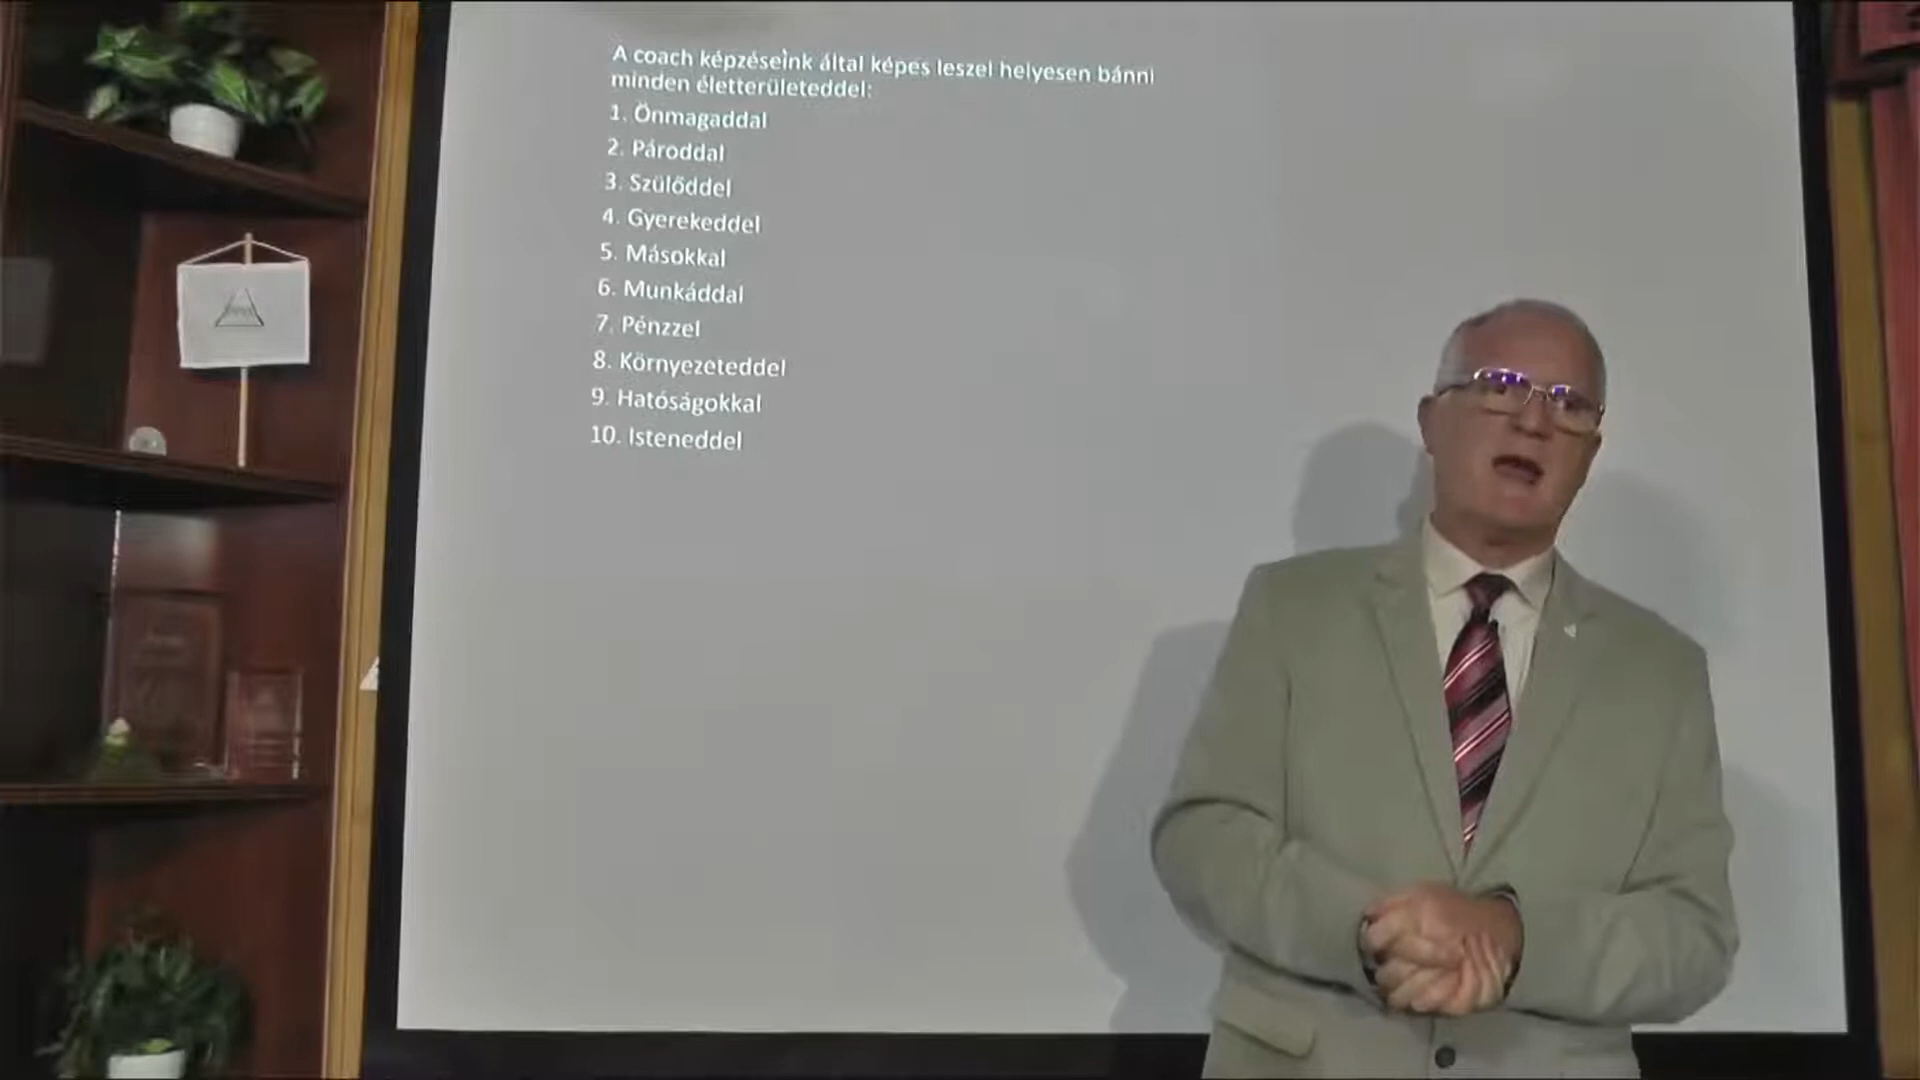 A coach képzéseink által képes leszel helyesen bánni
minden életterületeddel:
1. Önmagaddal
2. Pároddal
3. Szülőddel
4. Gyerekeddel
5. Másokkal
6. Munkáddal
7. Pénzzel
8. Környezeteddel
9. Hatóságokkal
10. Isteneddel